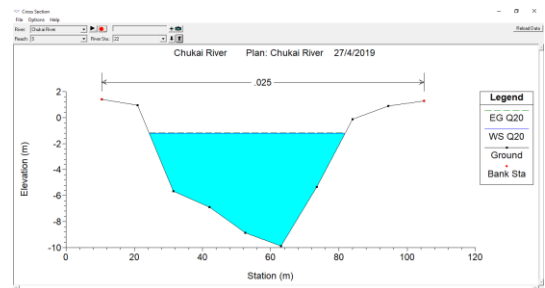 Cross Section
File Options Help
River: Chukai River
Reach: 0 River Sta.: 22
Reload Data
Chukai River Plan: Chukai River 27/4/2019
.025
Legend
EG Q20
WS Q20
Ground
Bank Sta
Elevation (m)
2
0
-2
-4
-6
-8
-10
0 20 40 60 80 100 120
Station (m)